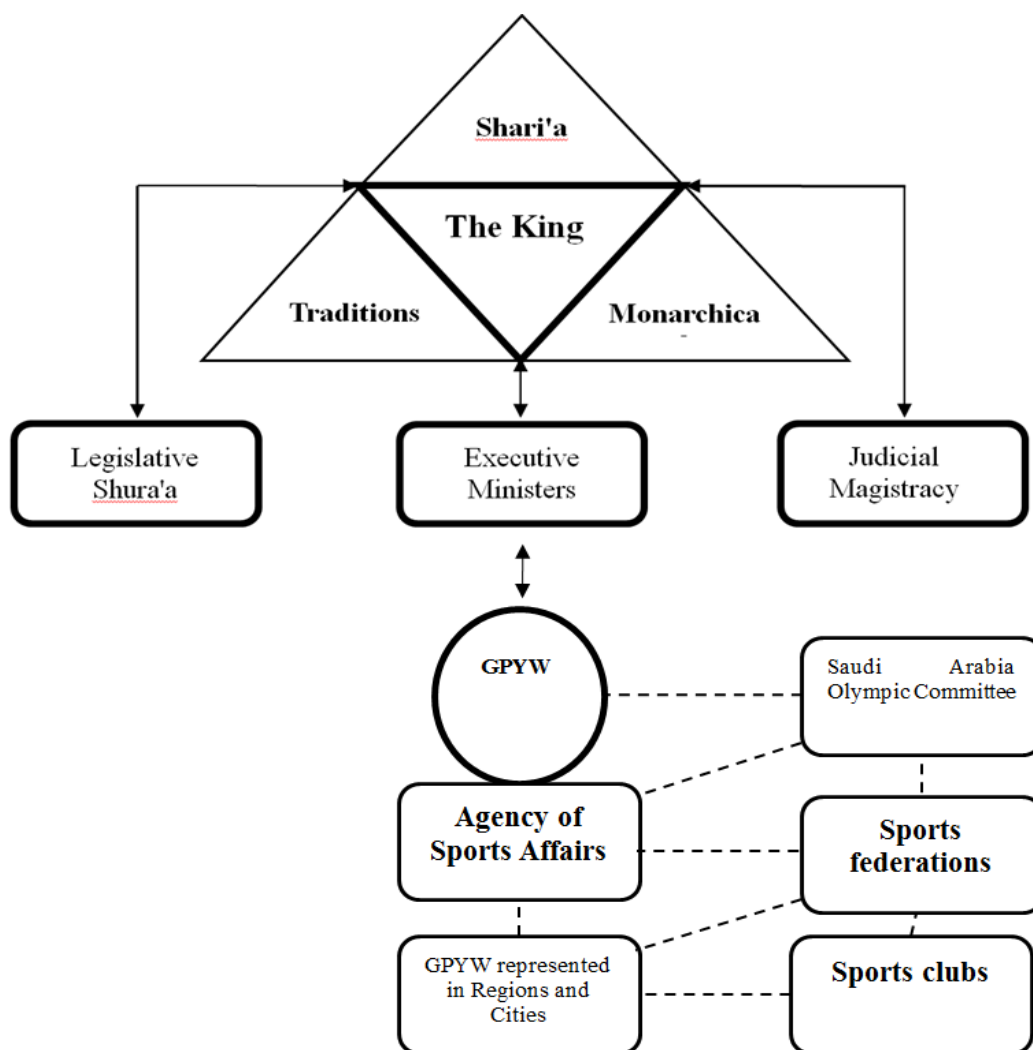 Shari'a
The King
Traditions
Monarchica
Legislative
Shura'a
Executive
Ministers
Judicial
Magistracy
GPYW
Saudi Arabia
Olympic Committee
Agency of
Sports Affairs
Sports
federations
GPYW represented
in Regions and
Cities
Sports clubs